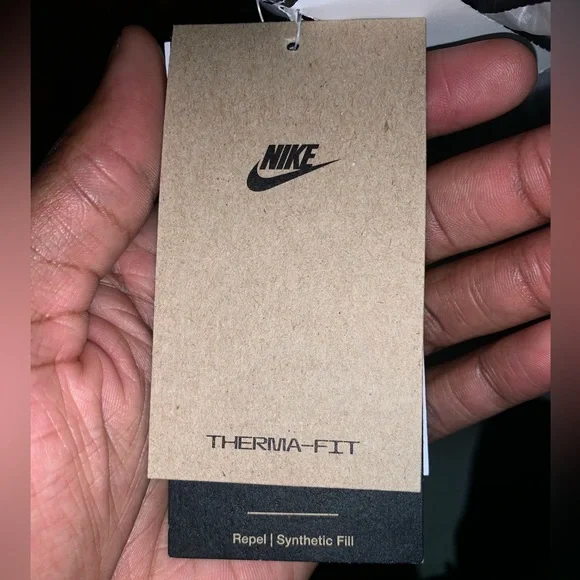 NIKE
THERMA-FIT
Repel | Synthetic Fill